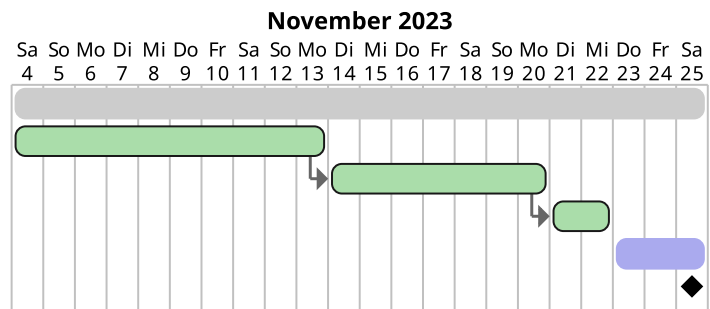 November 2023
Sa So Mo Di Mi Do Fr Sa So Mo Di Mi Do Fr Sa So Mo Di Mi Do Fr Sa
4 5 6 7 8 9 10 11 12 13 14 15 16 17 18 19 20 21 22 23 24 25